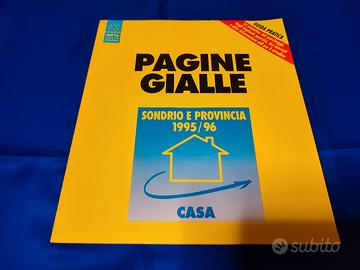 GUIDA PRATICA
PAGINE
GIALLE
SONDRIO E PROVINCIA
1995/96
CASA
subito